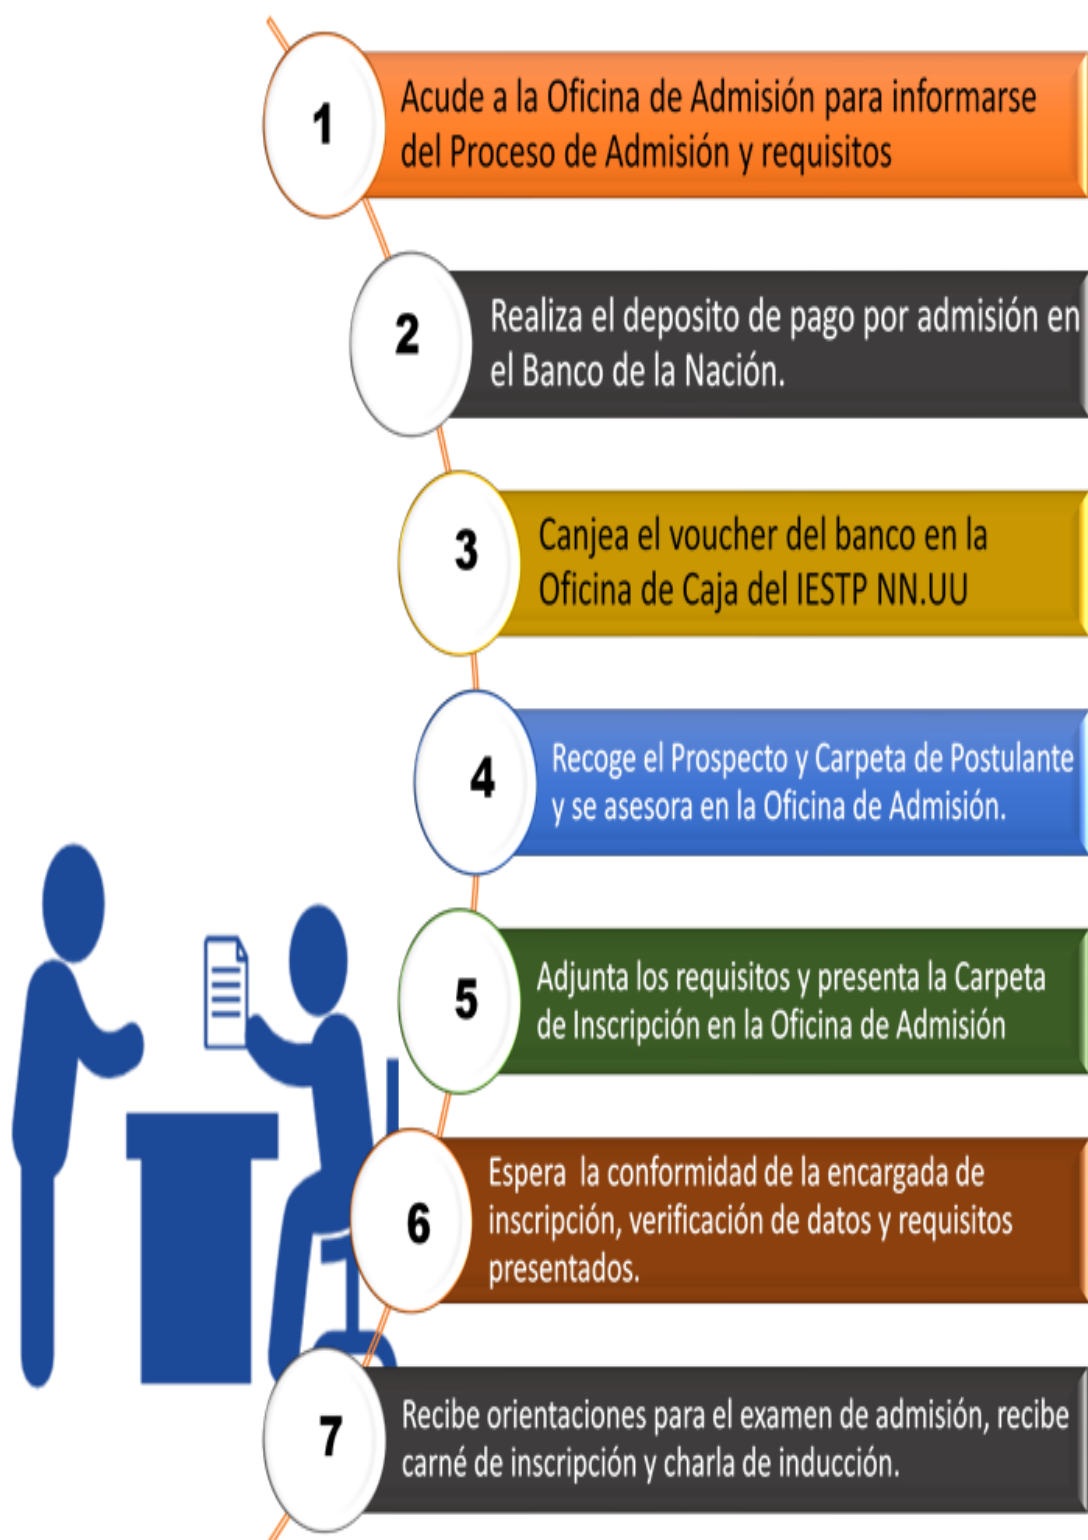 1
Acude a la Oficina de Admisión para informarse
del Proceso de Admisión y requisitos
2
Realiza el deposito de pago por admisión en
el Banco de la Nación.
3
Canjea el voucher del banco en la
Oficina de Caja del IESTP NN.UU
4
Recoge el Prospecto y Carpeta de Postulante
y se asesora en la Oficina de Admisión.
5
Adjunta los requisitos y presenta la Carpeta
de Inscripción en la Oficina de Admisión
6
Espera  la conformidad de la encargada de
inscripción, verificación de datos y requisitos
presentados.
7
Recibe orientaciones para el examen de admisión, recibe
carné de inscripción y charla de inducción.